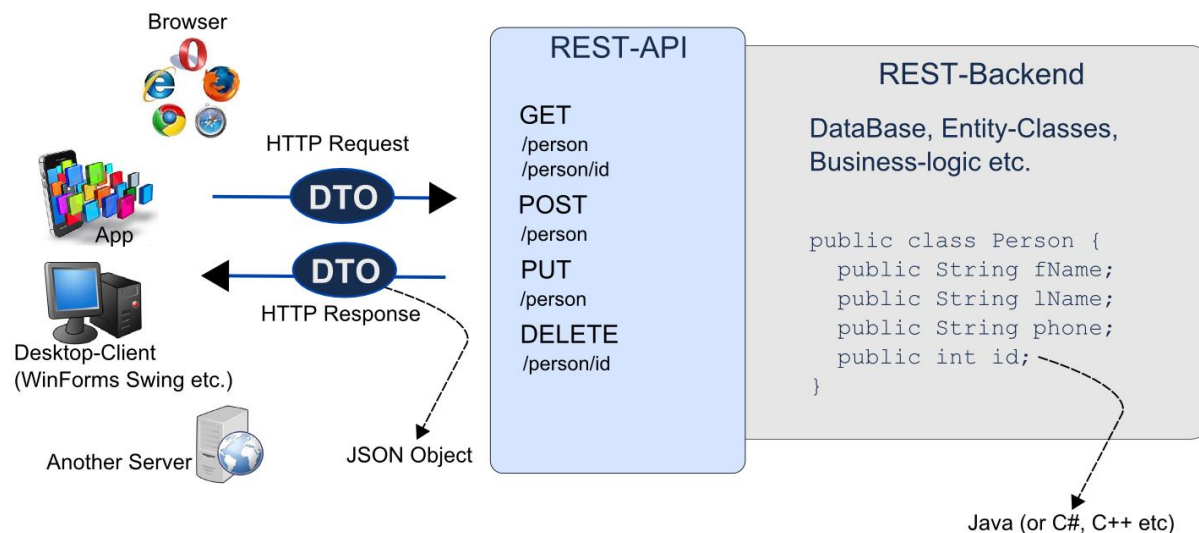 Browser
App
Desktop-Client
(WinForms Swing etc.)
Another Server
HTTP Request
DTO
DTO
HTTP Response
JSON Object
REST-API
GET
/person
/person/id
POST
/person
PUT
/person
DELETE
/person/id
REST-Backend
DataBase, Entity-Classes,
Business-logic etc.
public class Person {
  public String fName;
  public String lName;
  public String phone;
  public int id;
}
Java (or C#, C++ etc)